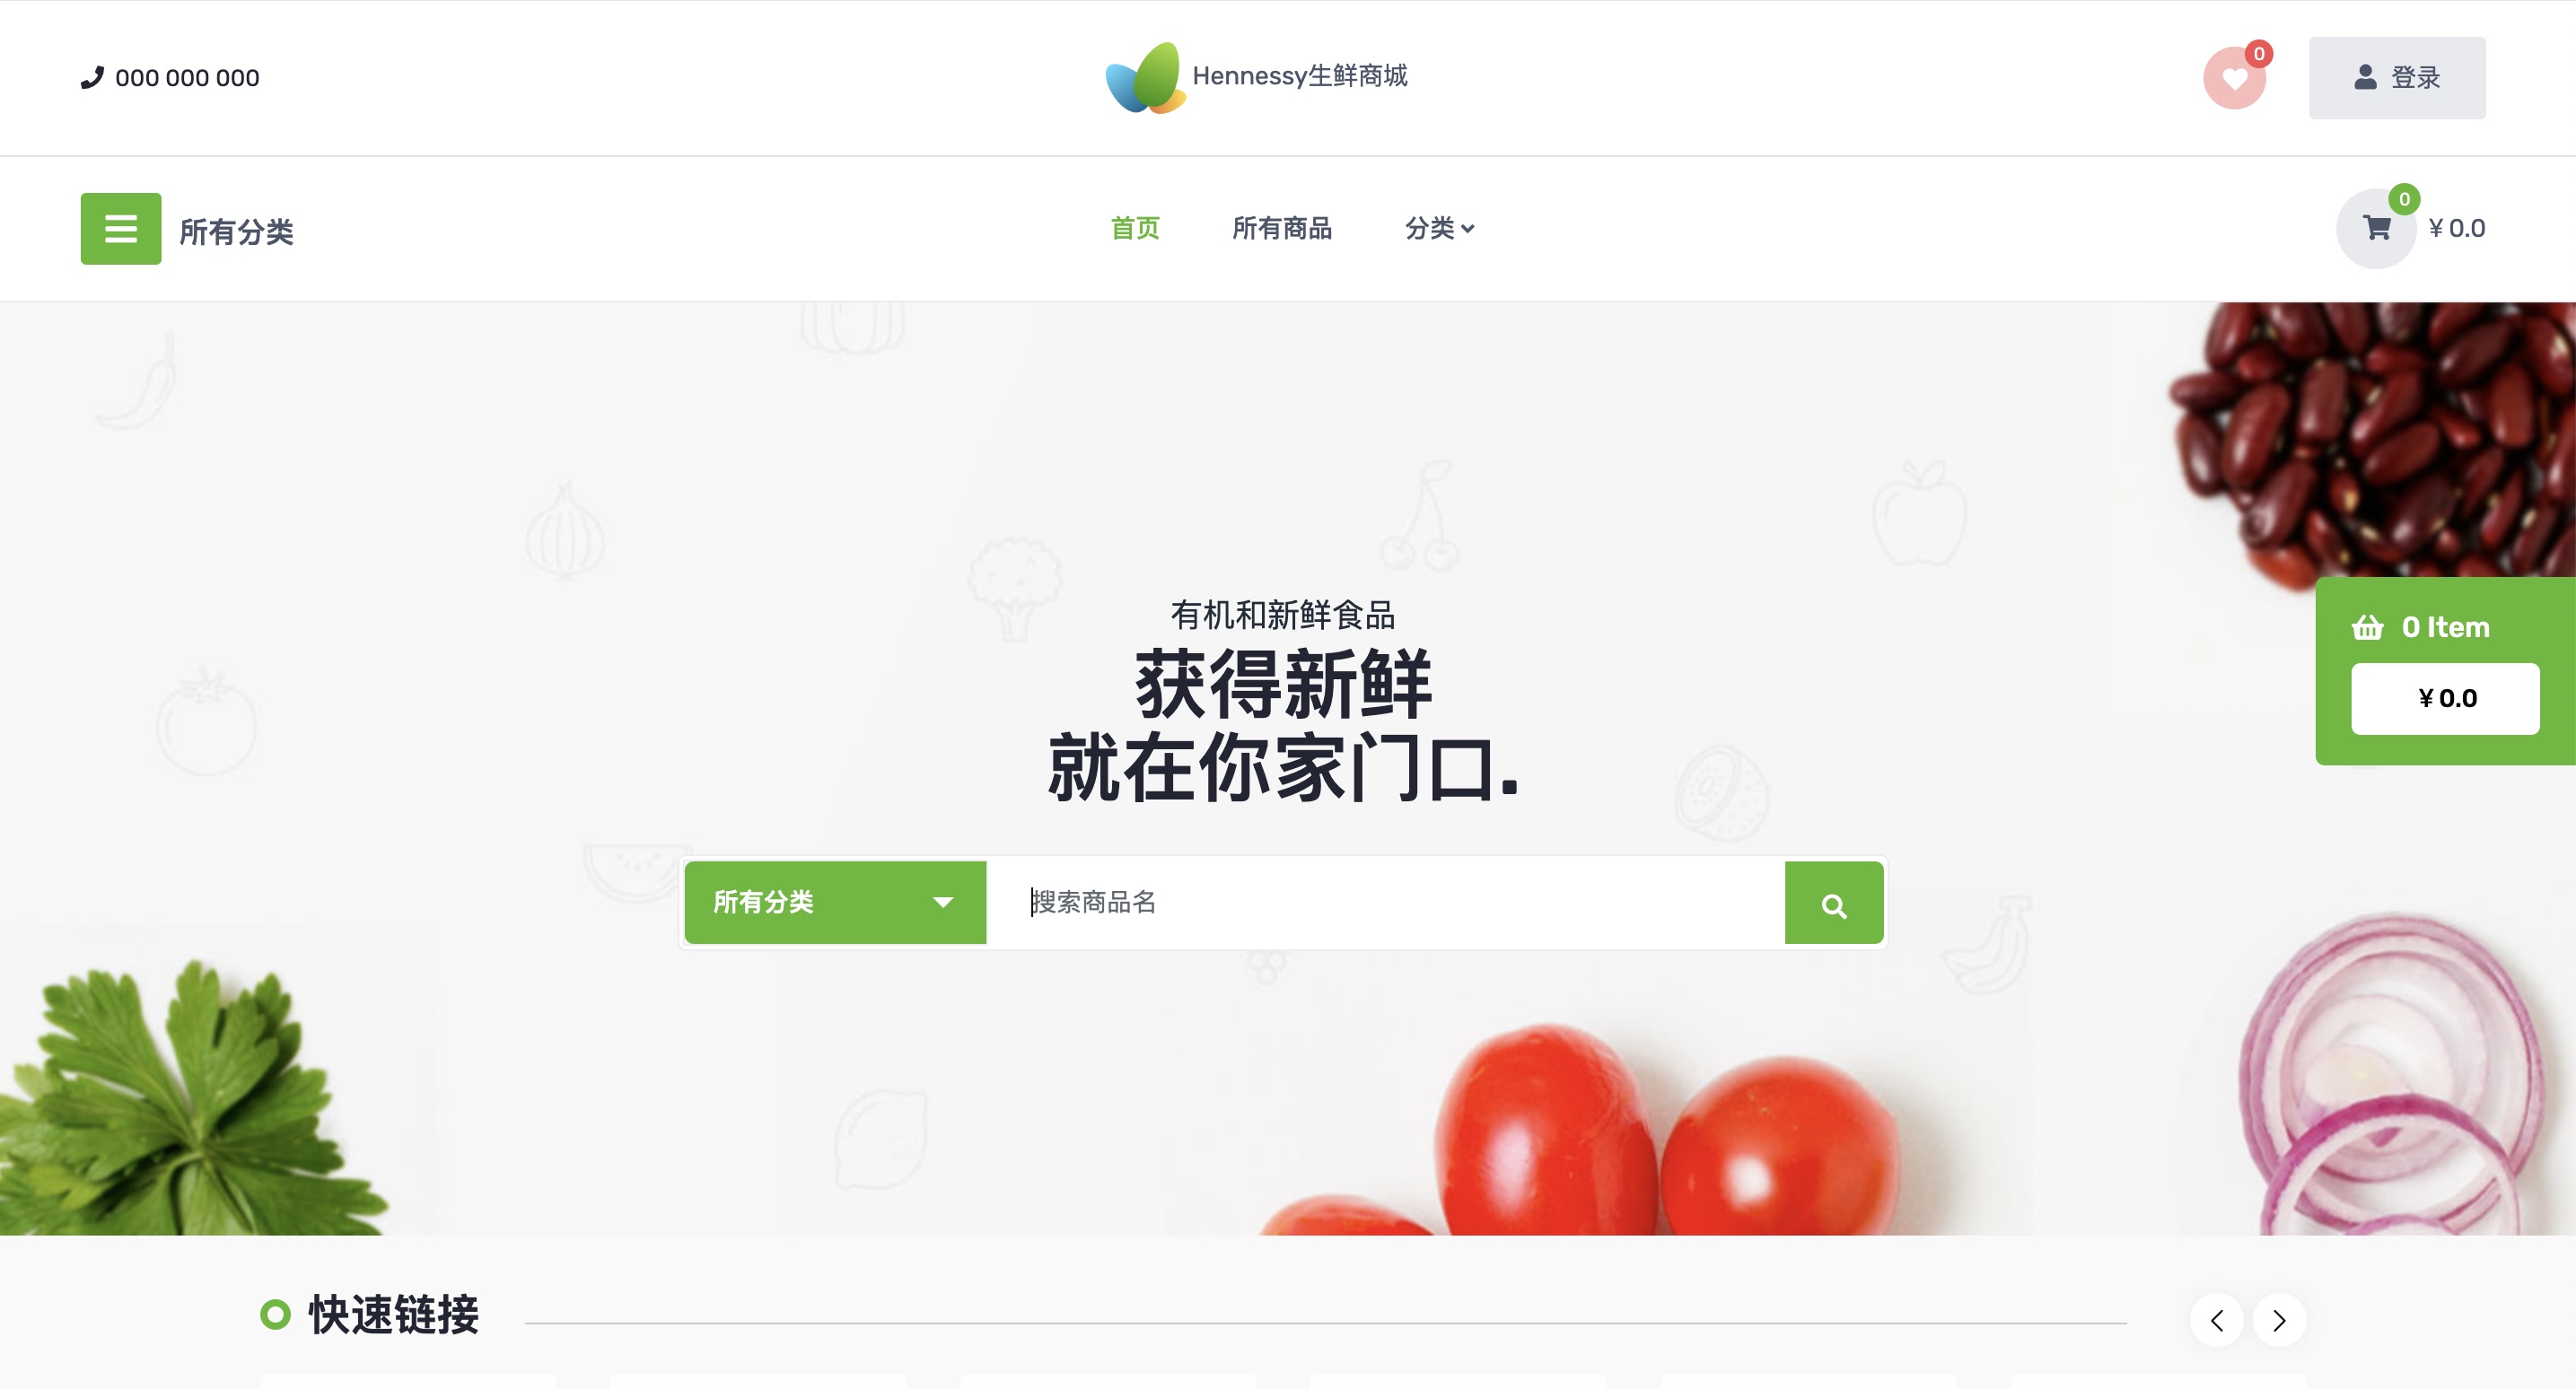 000 000 000
Hennessy生鲜商城
0
登录
所有分类
首页
所有商品
分类
0
¥ 0.0
有机和新鲜食品
获得新鲜
就在你家门口.
0 Item
¥ 0.0
所有分类
搜索商品名
快速链接